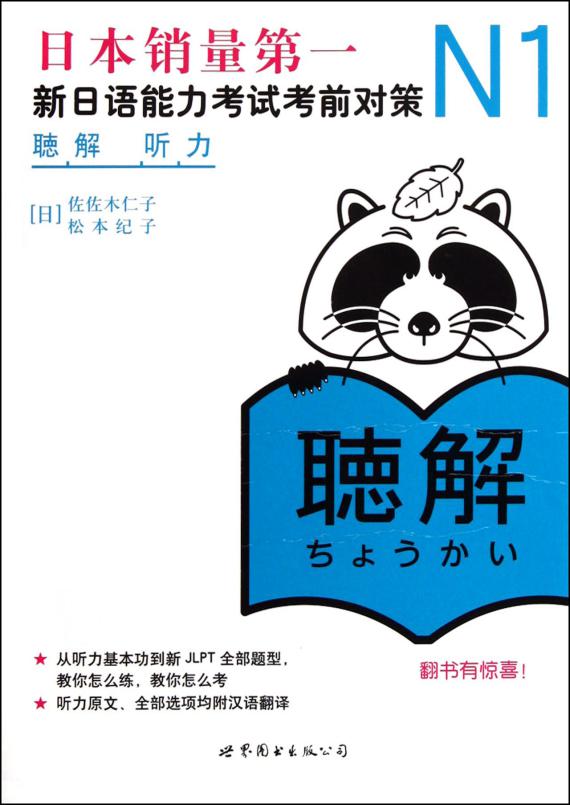 日本销量第一
新日语能力考试考前对策 N1
聴解 听力
[日] 佐佐木仁子
松本纪子
聴解
ちょうかい
★ 从听力基本功到新 JLPT 全部题型，
教你怎么练，教你怎么考
★ 听力原文、全部选项均附汉语翻译
翻书有惊喜！
世界图书出版公司